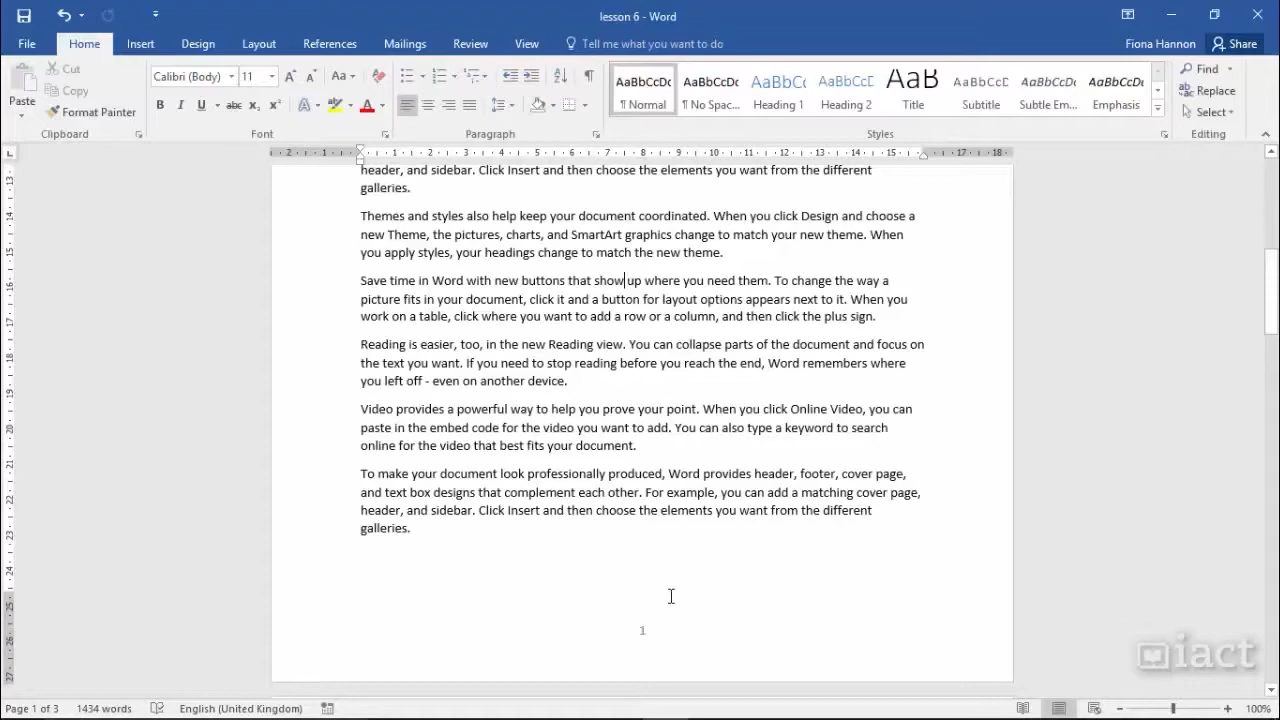 lesson 6 - Word
File Home Insert Design Layout References Mailings Review View Tell me what you want to do Fiona Hannon Share
Paste
Cut
Copy
Format Painter
Clipboard
Calibri (Body) 11
Font
Paragraph
AaBbCcDc ¶ Normal
AaBbCcDc ¶ No Spac...
AaBbCc Heading 1
AaBbCcC Heading 2
AaB Title
AaBbCcC Subtitle
AaBbCcDc Subtle Em...
AaBbCcDc Emphasis
Styles
Find
Replace
Select
Editing
header, and sidebar. Click Insert and then choose the elements you want from the different
galleries.
Themes and styles also help keep your document coordinated. When you click Design and choose a
new Theme, the pictures, charts, and SmartArt graphics change to match your new theme. When
you apply styles, your headings change to match the new theme.
Save time in Word with new buttons that show up where you need them. To change the way a
picture fits in your document, click it and a button for layout options appears next to it. When you
work on a table, click where you want to add a row or a column, and then click the plus sign.
Reading is easier, too, in the new Reading view. You can collapse parts of the document and focus on
the text you want. If you need to stop reading before you reach the end, Word remembers where
you left off - even on another device.
Video provides a powerful way to help you prove your point. When you click Online Video, you can
paste in the embed code for the video you want to add. You can also type a keyword to search
online for the video that best fits your document.
To make your document look professionally produced, Word provides header, footer, cover page,
and text box designs that complement each other. For example, you can add a matching cover page,
header, and sidebar. Click Insert and then choose the elements you want from the different
galleries.
1
iact
Page 1 of 3 1434 words English (United Kingdom) 100%